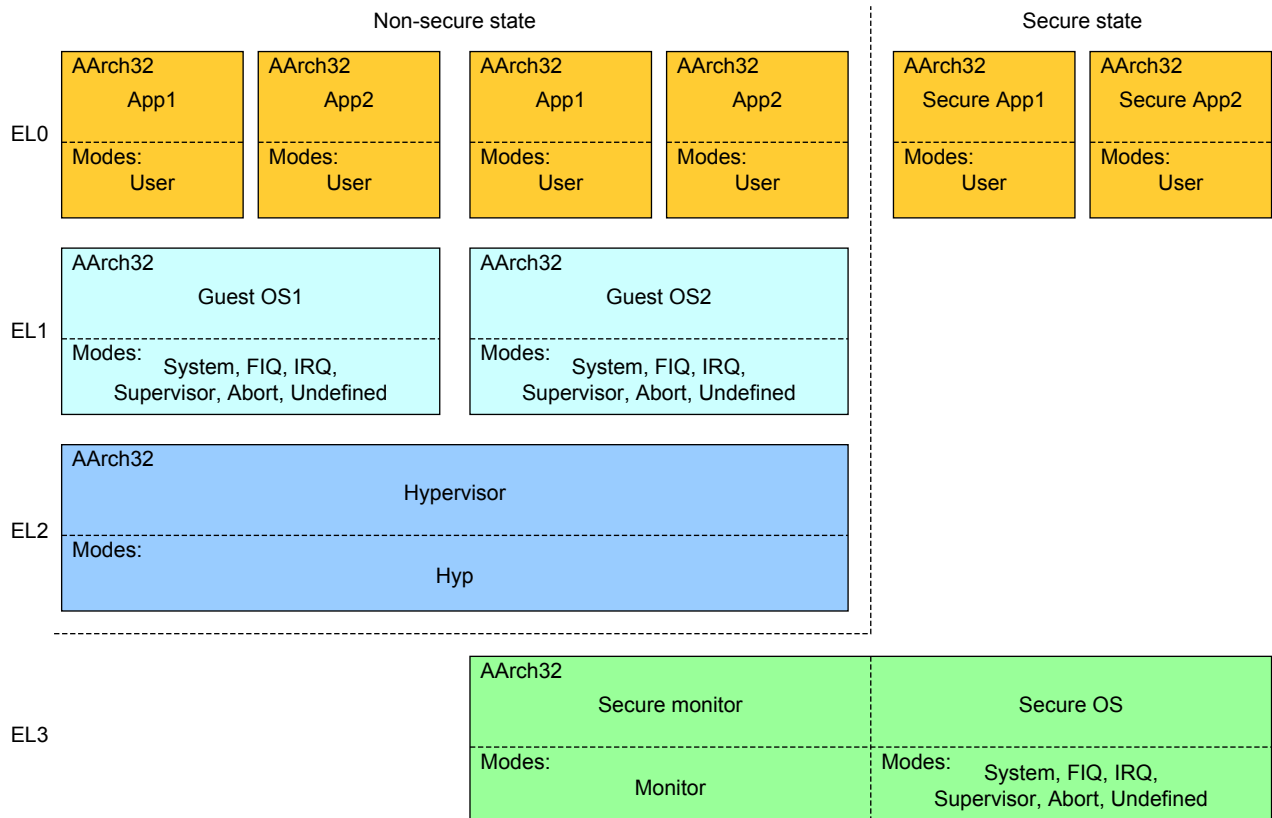 Non-secure state
Secure state
EL0
AArch32
App1
Modes:
User
AArch32
App2
Modes:
User
AArch32
App1
Modes:
User
AArch32
App2
Modes:
User
AArch32
Secure App1
Modes:
User
AArch32
Secure App2
Modes:
User
EL1
AArch32
Guest OS1
Modes:
System, FIQ, IRQ,
Supervisor, Abort, Undefined
AArch32
Guest OS2
Modes:
System, FIQ, IRQ,
Supervisor, Abort, Undefined
EL2
AArch32
Hypervisor
Modes:
Hyp
EL3
AArch32
Secure monitor
Modes:
Monitor
Secure OS
Modes:
System, FIQ, IRQ,
Supervisor, Abort, Undefined